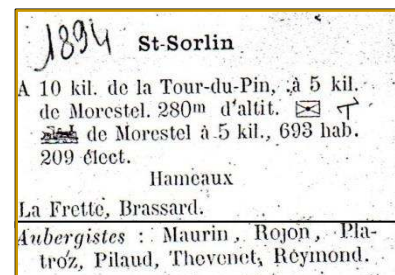 1894 St-Sorlin
A 10 kil. de la Tour-du-Pin, à 5 kil.
de Morestel. 280m d'altit.
de Morestel à 5 kil., 693 hab.
209 élect.
Hameaux
La Frette, Brassard.
Aubergistes : Maurin, Rojon, Pla-
troz, Pilaud, Thevenet, Reymond.